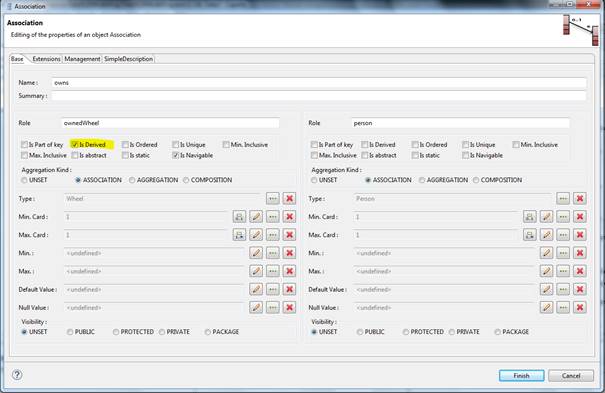 Association
Association
Editing of the properties of an object Association
0..1
Base Extensions Management SimpleDescription
Name : owns
Summary :
Role ownedWheel
Is Part of key Is Derived Is Ordered Is Unique Min. Inclusive
Max. Inclusive Is abstract Is static Is Navigable
Aggregation Kind :
UNSET ASSOCIATION AGGREGATION COMPOSITION
Type : Wheel
Min. Card : 1
Max. Card : 1
Min. : <undefined>
Max. : <undefined>
Default Value : <undefined>
Null Value : <undefined>
Visibility :
UNSET PUBLIC PROTECTED PRIVATE PACKAGE
Role person
Is Part of key Is Derived Is Ordered Is Unique Min. Inclusive
Max. Inclusive Is abstract Is static Is Navigable
Aggregation Kind :
UNSET ASSOCIATION AGGREGATION COMPOSITION
Type : Person
Min. Card : 1
Max. Card : 1
Min. : <undefined>
Max. : <undefined>
Default Value : <undefined>
Null Value : <undefined>
Visibility :
UNSET PUBLIC PROTECTED PRIVATE PACKAGE
? Finish Cancel